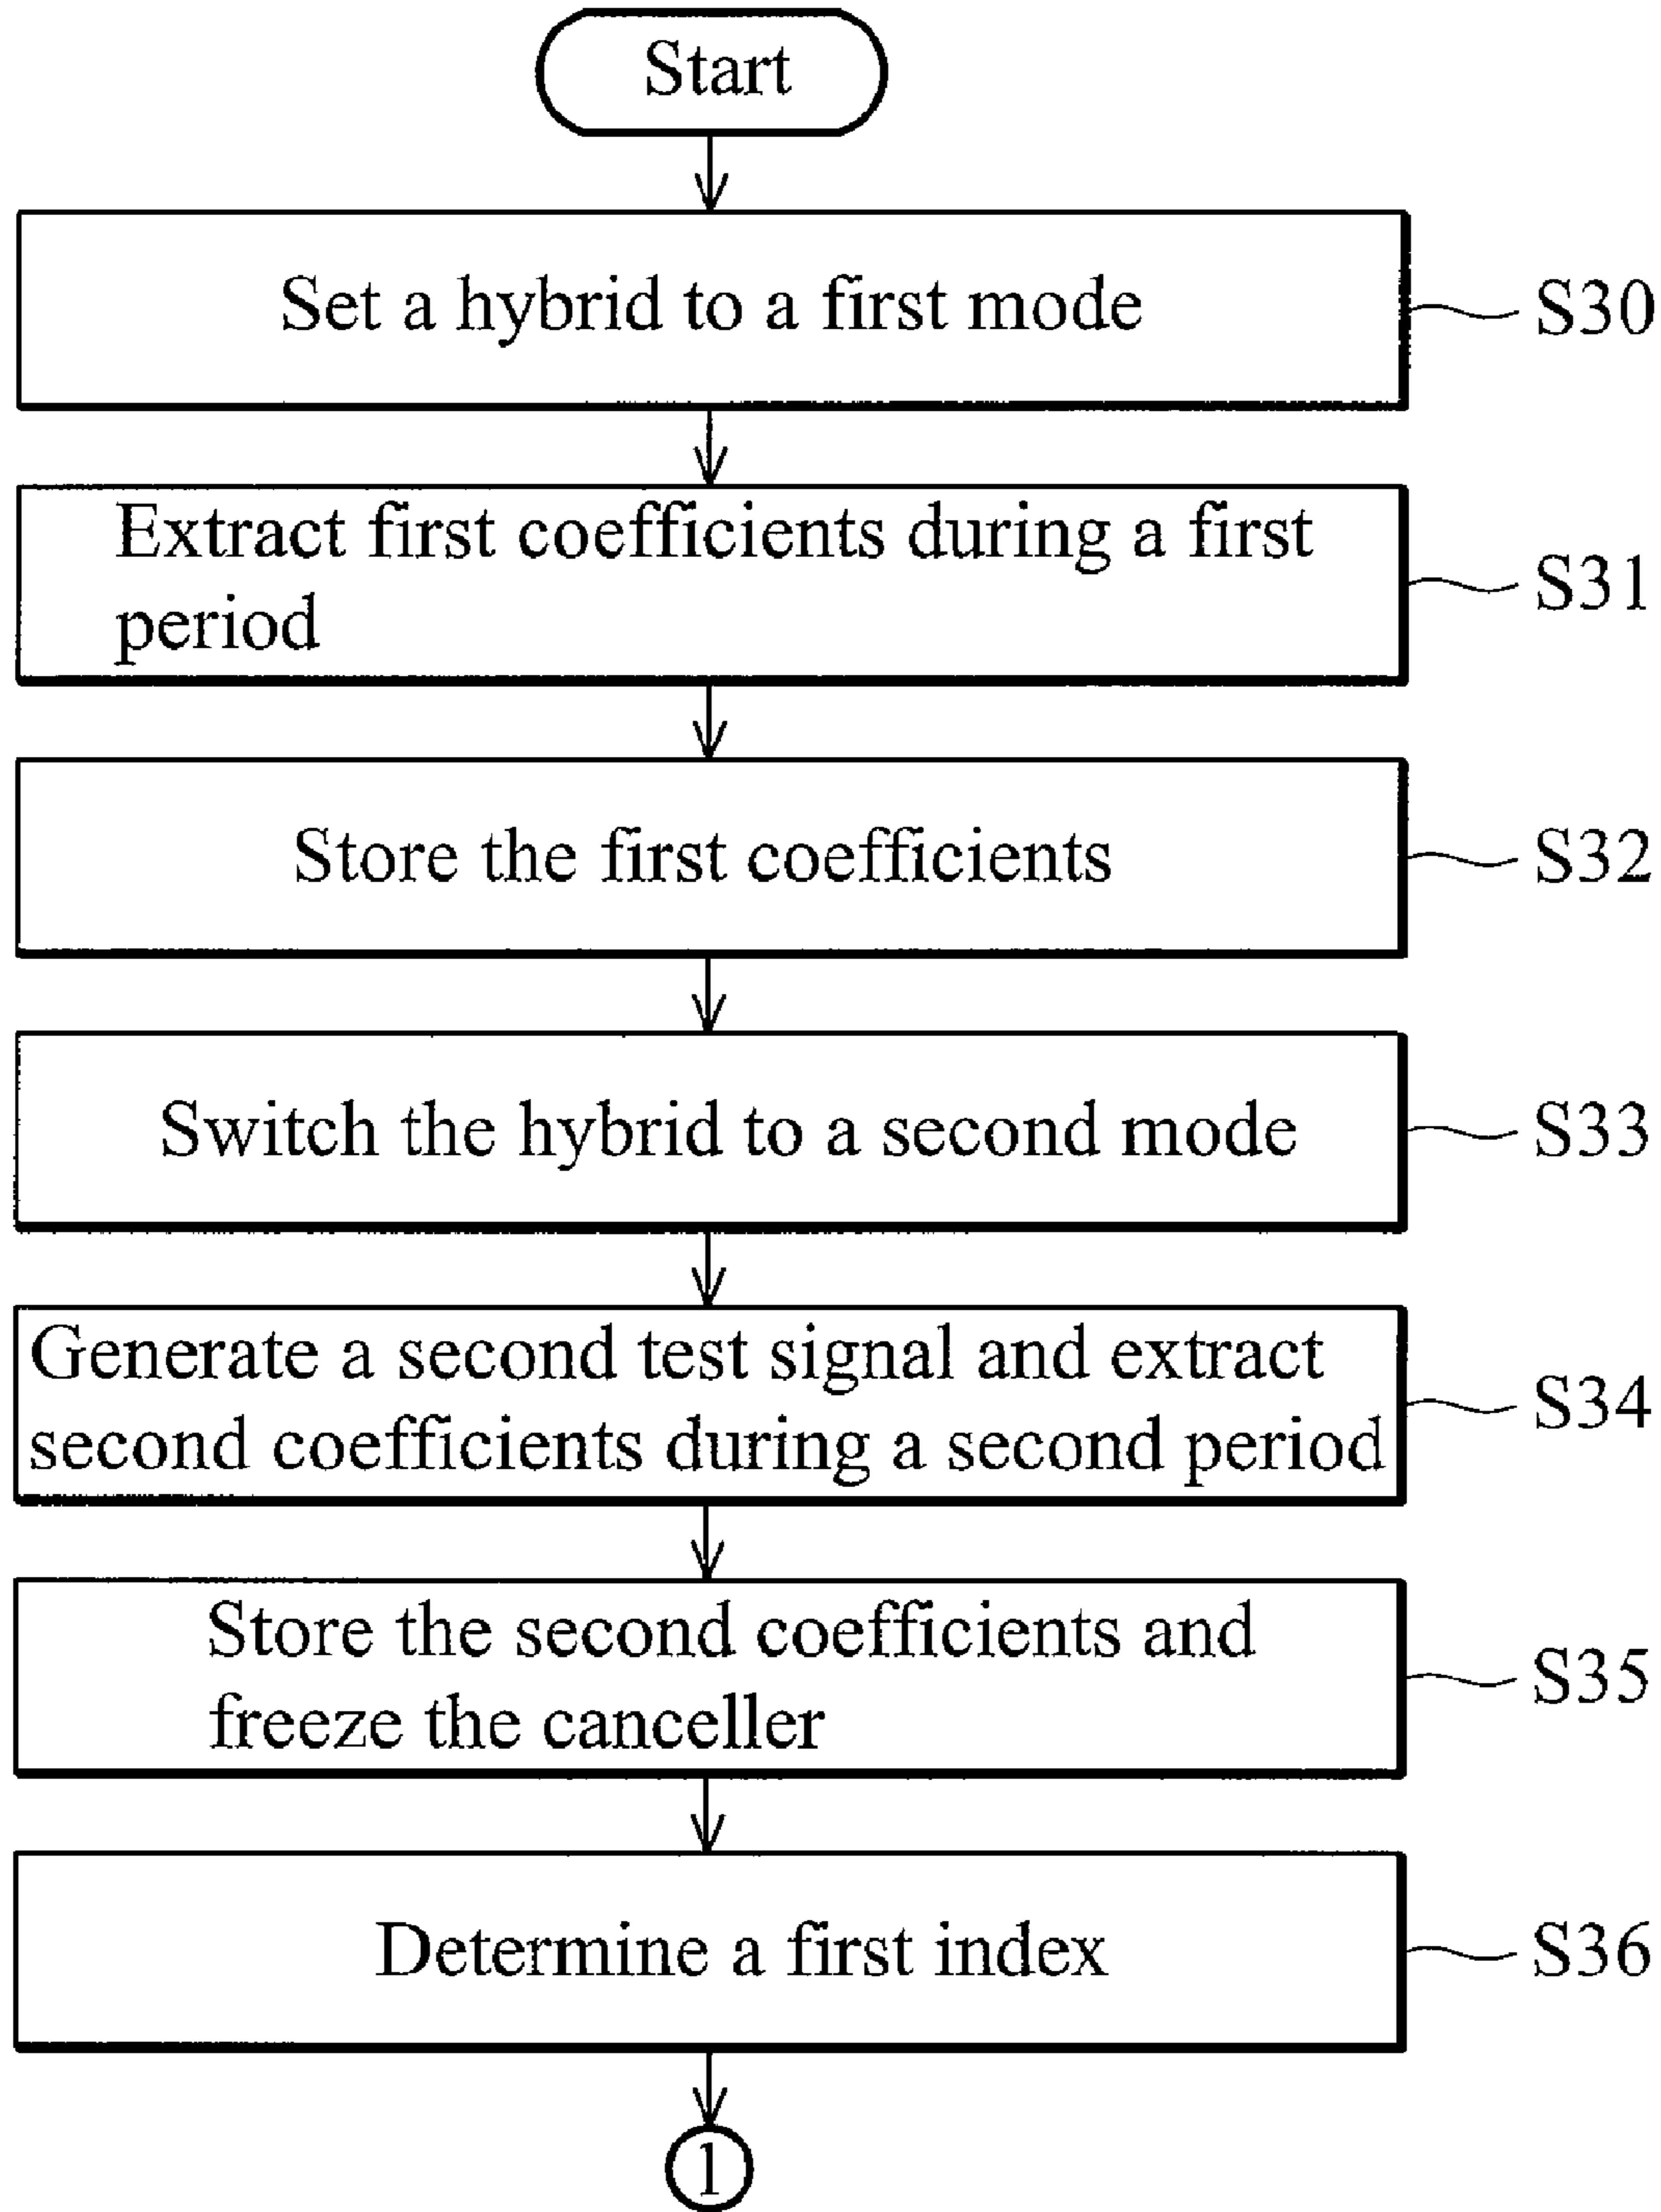 Start
Set a hybrid to a first mode
S30
Extract first coefficients during a first
period
S31
Store the first coefficients
S32
Switch the hybrid to a second mode
S33
Generate a second test signal and extract
second coefficients during a second period
S34
Store the second coefficients and
freeze the canceller
S35
Determine a first index
S36
1